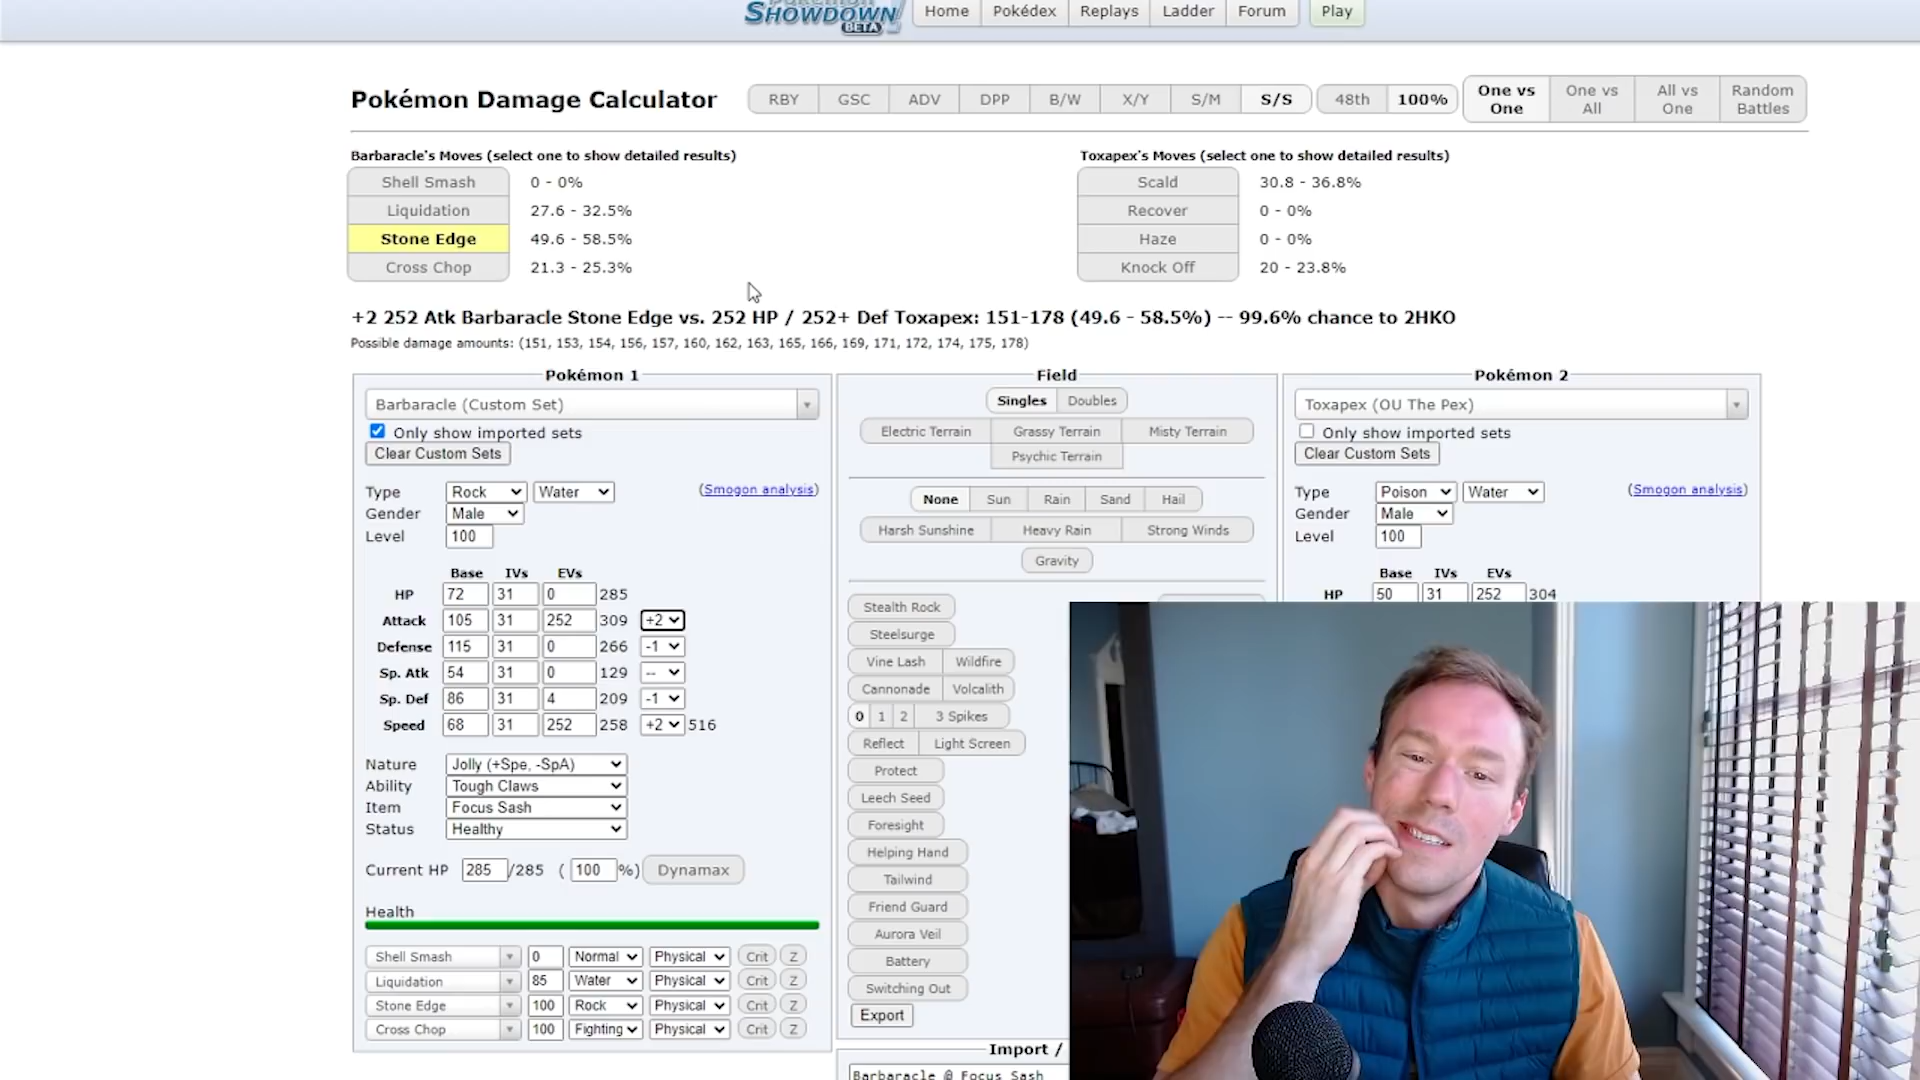 Pokémon
SHOWDOWN!
BETA
Home Pokédex Replays Ladder Forum Play
Pokémon Damage Calculator
RBY GSC ADV DPP B/W X/Y S/M S/S
48th 100%
One vs One
One vs All
All vs One
Random Battles
Barbaracle's Moves (select one to show detailed results)
Shell Smash 0 - 0%
Liquidation 27.6 - 32.5%
Stone Edge 49.6 - 58.5%
Cross Chop 21.3 - 25.3%
Toxapex's Moves (select one to show detailed results)
Scald 30.8 - 36.8%
Recover 0 - 0%
Haze 0 - 0%
Knock Off 20 - 23.8%
+2 252 Atk Barbaracle Stone Edge vs. 252 HP / 252+ Def Toxapex: 151-178 (49.6 - 58.5%) -- 99.6% chance to 2HKO
Possible damage amounts: (151, 153, 154, 156, 157, 160, 162, 163, 165, 166, 169, 171, 172, 174, 175, 178)
Pokémon 1
Barbaracle (Custom Set)
Only show imported sets
Clear Custom Sets
Type Rock Water (Smogon analysis)
Gender Male
Level 100
Base IVs EVs
HP 72 31 0 285
Attack 105 31 252 309 +2
Defense 115 31 0 266 -1
Sp. Atk 54 31 0 129 --
Sp. Def 86 31 4 209 -1
Speed 68 31 252 258 +2 516
Nature Jolly (+Spe, -SpA)
Ability Tough Claws
Item Focus Sash
Status Healthy
Current HP 285 /285 ( 100 %) Dynamax
Health
Shell Smash 0 Normal Physical Crit Z
Liquidation 85 Water Physical Crit Z
Stone Edge 100 Rock Physical Crit Z
Cross Chop 100 Fighting Physical Crit Z
Field
Singles Doubles
Electric Terrain Grassy Terrain Misty Terrain
Psychic Terrain
None Sun Rain Sand Hail
Harsh Sunshine Heavy Rain Strong Winds
Gravity
Stealth Rock
Steelsurge
Vine Lash Wildfire
Cannonade Volcalith
0 1 2 3 Spikes
Reflect Light Screen
Protect
Leech Seed
Foresight
Helping Hand
Tailwind
Friend Guard
Aurora Veil
Battery
Switching Out
Export
Import /
Barbaracle @ Focus Sash
Pokémon 2
Toxapex (OU The Pex)
Only show imported sets
Clear Custom Sets
Type Poison Water (Smogon analysis)
Gender Male
Level 100
Base IVs EVs
HP 50 31 252 304